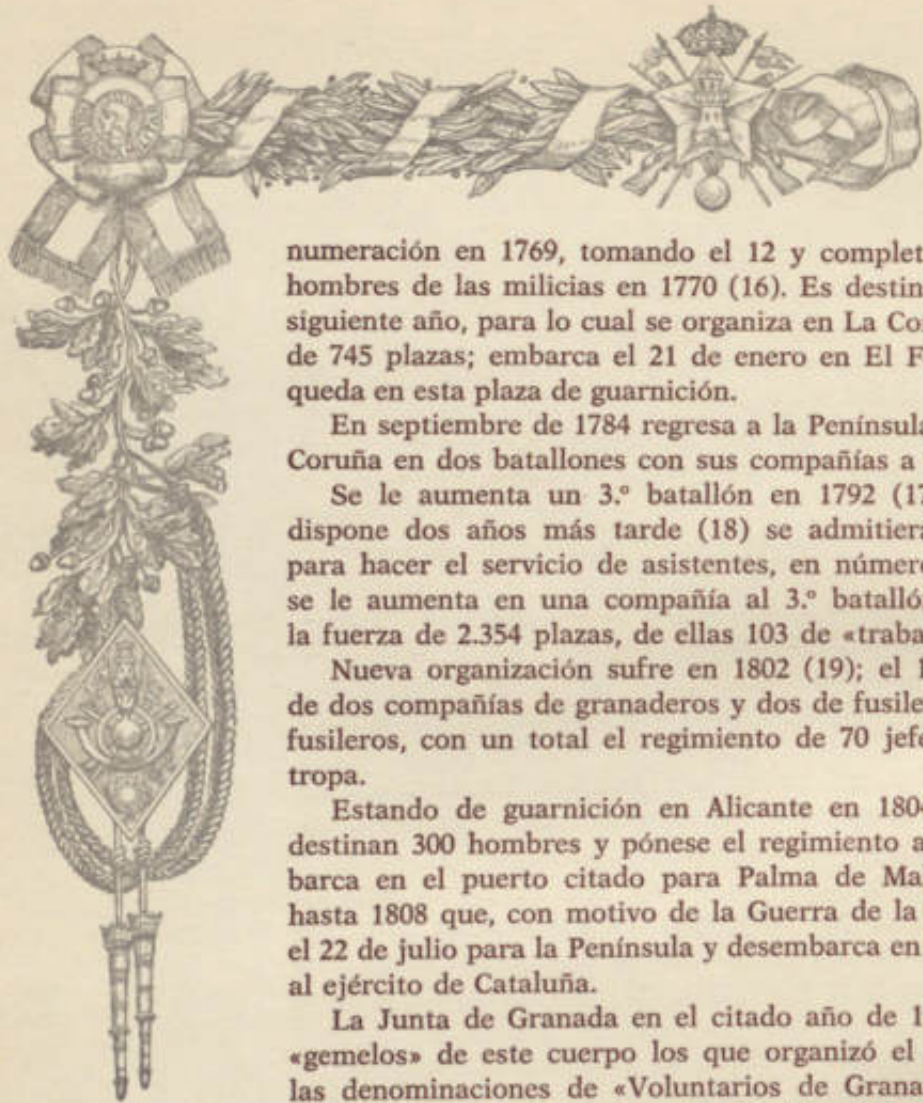 numeración en 1769, tomando el 12 y complet
hombres de las milicias en 1770 (16). Es destin
siguiente año, para lo cual se organiza en La Co
de 745 plazas; embarca el 21 de enero en El F
queda en esta plaza de guarnición.
En septiembre de 1784 regresa a la Península
Coruña en dos batallones con sus compañías a
Se le aumenta un 3.º batallón en 1792 (17
dispone dos años más tarde (18) se admitiera
para hacer el servicio de asistentes, en número
se le aumenta en una compañía al 3.º batalló
la fuerza de 2.354 plazas, de ellas 103 de «traba
Nueva organización sufre en 1802 (19); el 1
de dos compañías de granaderos y dos de fusile
fusileros, con un total el regimiento de 70 jefe
tropa.
Estando de guarnición en Alicante en 180
destinan 300 hombres y pónese el regimiento a
barca en el puerto citado para Palma de Ma
hasta 1808 que, con motivo de la Guerra de la
el 22 de julio para la Península y desembarca en
al ejército de Cataluña.
La Junta de Granada en el citado año de 1
«gemelos» de este cuerpo los que organizó el
las denominaciones de «Voluntarios de Grana